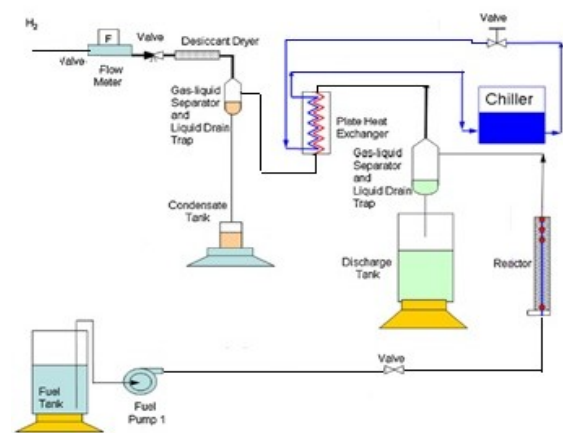 H2
F
Valve
Valve
Flow
Meter
Desiccant Dryer
Gas-liquid
Separator
and
Liquid Drain
Trap
Condensate
Tank
Plate Heat
Exchanger
Valve
Chiller
Gas-liquid
Separator
and
Liquid Drain
Trap
Discharge
Tank
Reactor
Valve
Fuel
Tank
Fuel
Pump 1